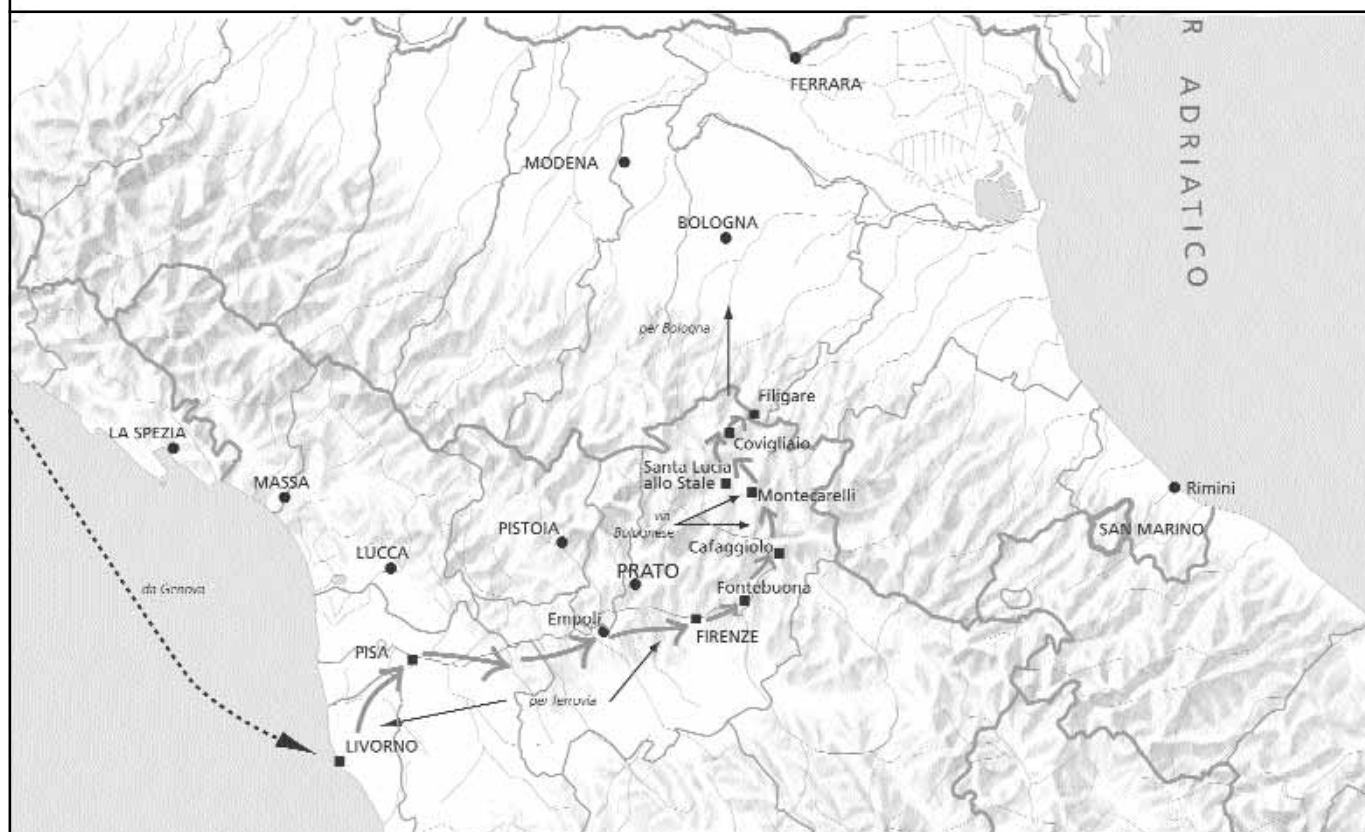 R ADRIATICO
FERRARA
MODENA
BOLOGNA
per Bologna
Filigare
LA SPEZIA
Covigliaio
Santa Lucia
allo Stale
MASSA
Montecarelli
Rimini
via
Bolognese
PISTOIA
SAN MARINO
LUCCA
Cafaggiolo
PRATO
da Genova
Fontebuona
Empoli
FIRENZE
PISA
per ferrovia
LIVORNO